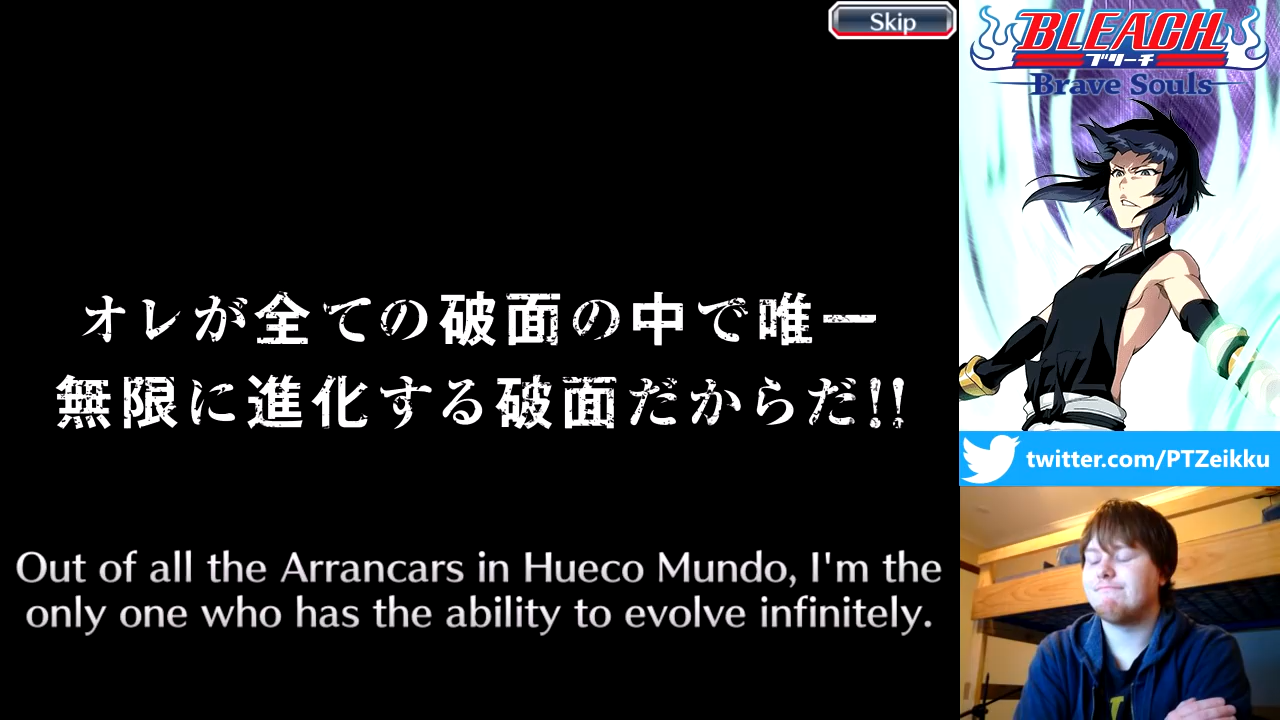 Skip
オレが全ての破面の中で唯一
無限に進化する破面だからだ!!
Out of all the Arrancars in Hueco Mundo, I'm the
only one who has the ability to evolve infinitely.
BLEACH
ブリーチ
Brave Souls
twitter.com/PTZeikku